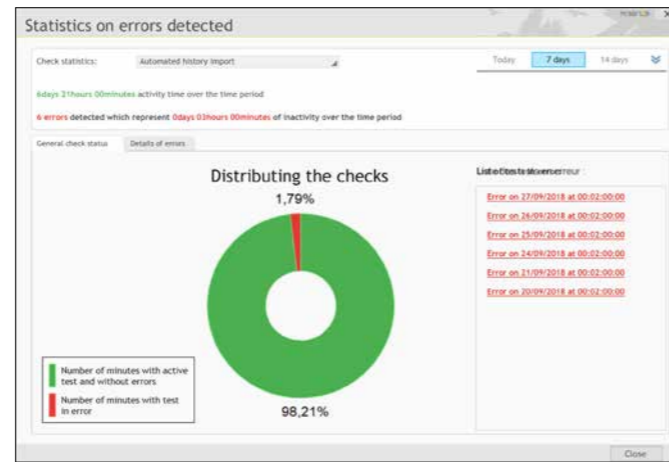 Statistics on errors detected
Check statistics:
Automated history import
Today
7 days
14 days
6days 21hours 00minutes activity time over the time period
6 errors detected which represent 0days 03hours 00minutes of inactivity over the time period
General check status
Details of errors
Distributing the checks
1,79%
98,21%
Number of minutes with active
test and without errors
Number of minutes with test
in error
Error on 27/09/2018 at 00:02:00:00
Error on 26/09/2018 at 00:02:00:00
Error on 25/09/2018 at 00:02:00:00
Error on 24/09/2018 at 00:02:00:00
Error on 21/09/2018 at 00:02:00:00
Error on 20/09/2018 at 00:02:00:00
Close